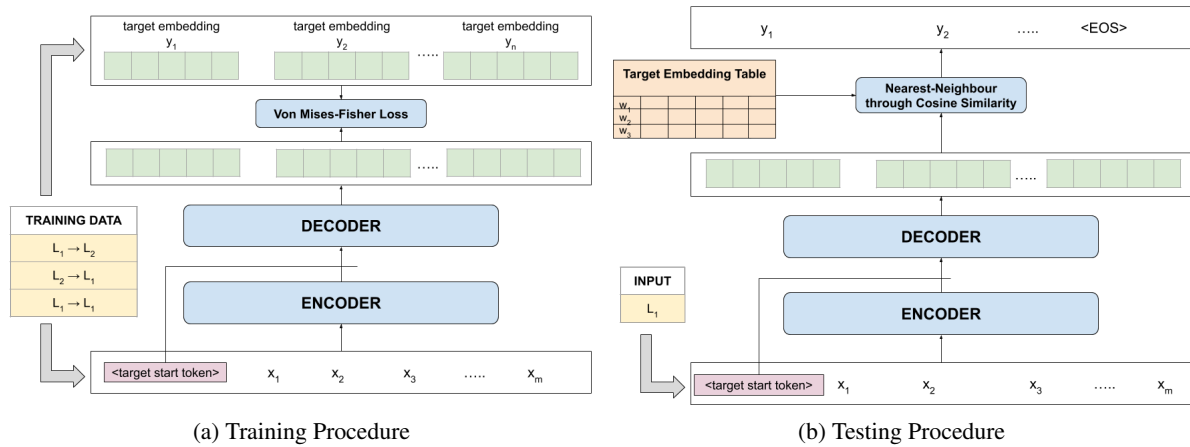 target embedding target embedding target embedding
y1 y2 yn
.....
Von Mises-Fisher Loss
.....
DECODER
TRAINING DATA
L1 → L2
L2 → L1
L1 → L1
ENCODER
<target start token> x1 x2 x3 ..... xm
(a) Training Procedure
y1 y2 ..... <EOS>
Target Embedding Table
w1
w2
w3
Nearest-Neighbour
through Cosine Similarity
.....
DECODER
INPUT
L1
ENCODER
<target start token> x1 x2 x3 ..... xm
(b) Testing Procedure